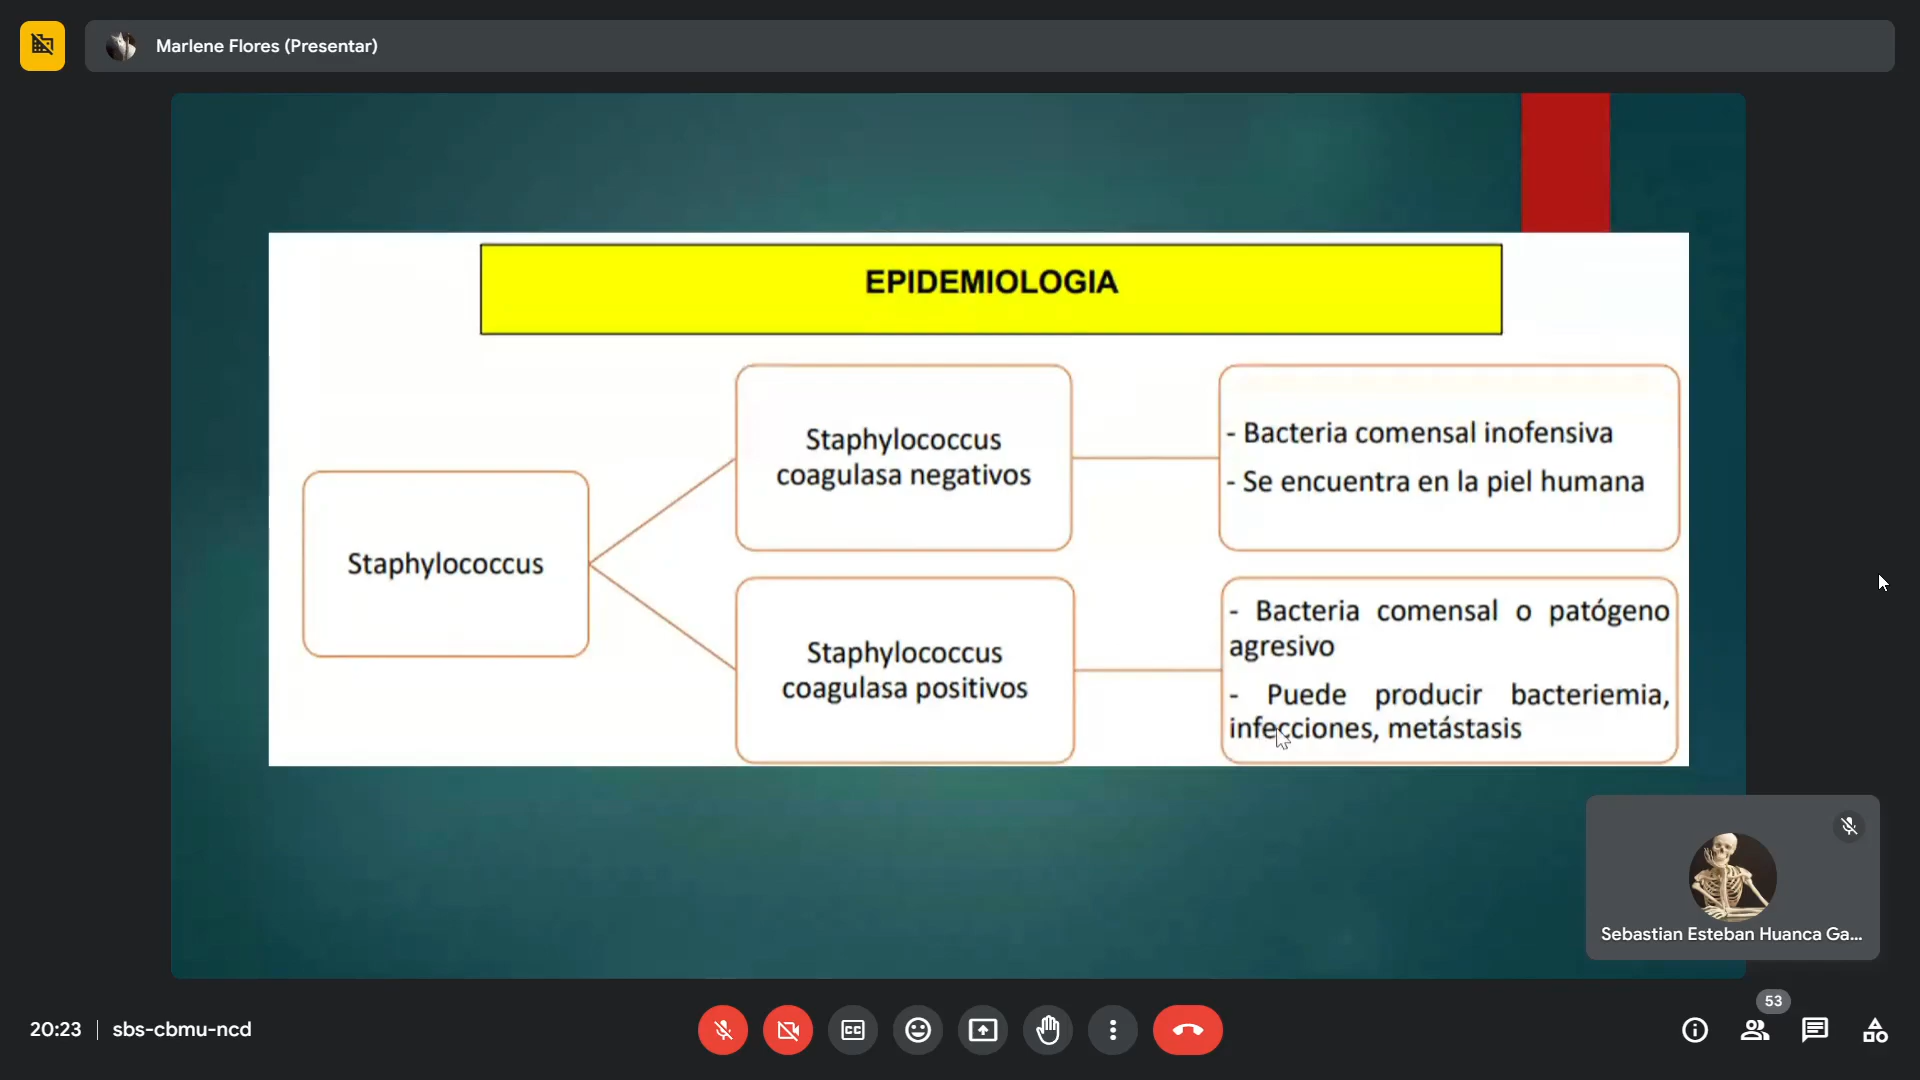 Marlene Flores (Presentar)
EPIDEMIOLOGIA
Staphylococcus
Staphylococcus
coagulasa negativos
- Bacteria comensal inofensiva
- Se encuentra en la piel humana
Staphylococcus
coagulasa positivos
- Bacteria comensal o patógeno
agresivo
- Puede producir bacteriemia,
infecciones, metástasis
Sebastian Esteban Huanca Ga...
20:23 | sbs-cbmu-ncd
CC
53